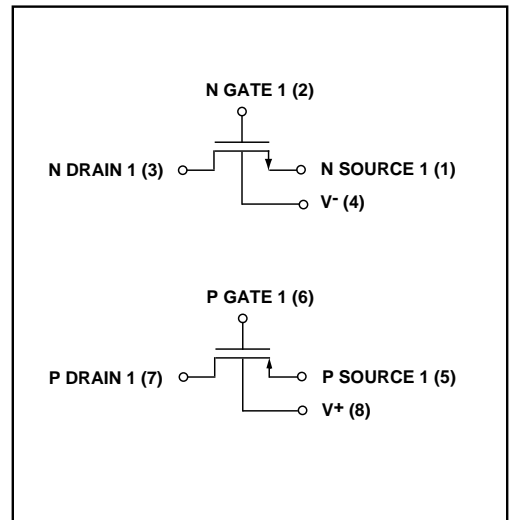 N GATE 1 (2)
N DRAIN 1 (3)
N SOURCE 1 (1)
V- (4)
P GATE 1 (6)
P DRAIN 1 (7)
P SOURCE 1 (5)
V+ (8)